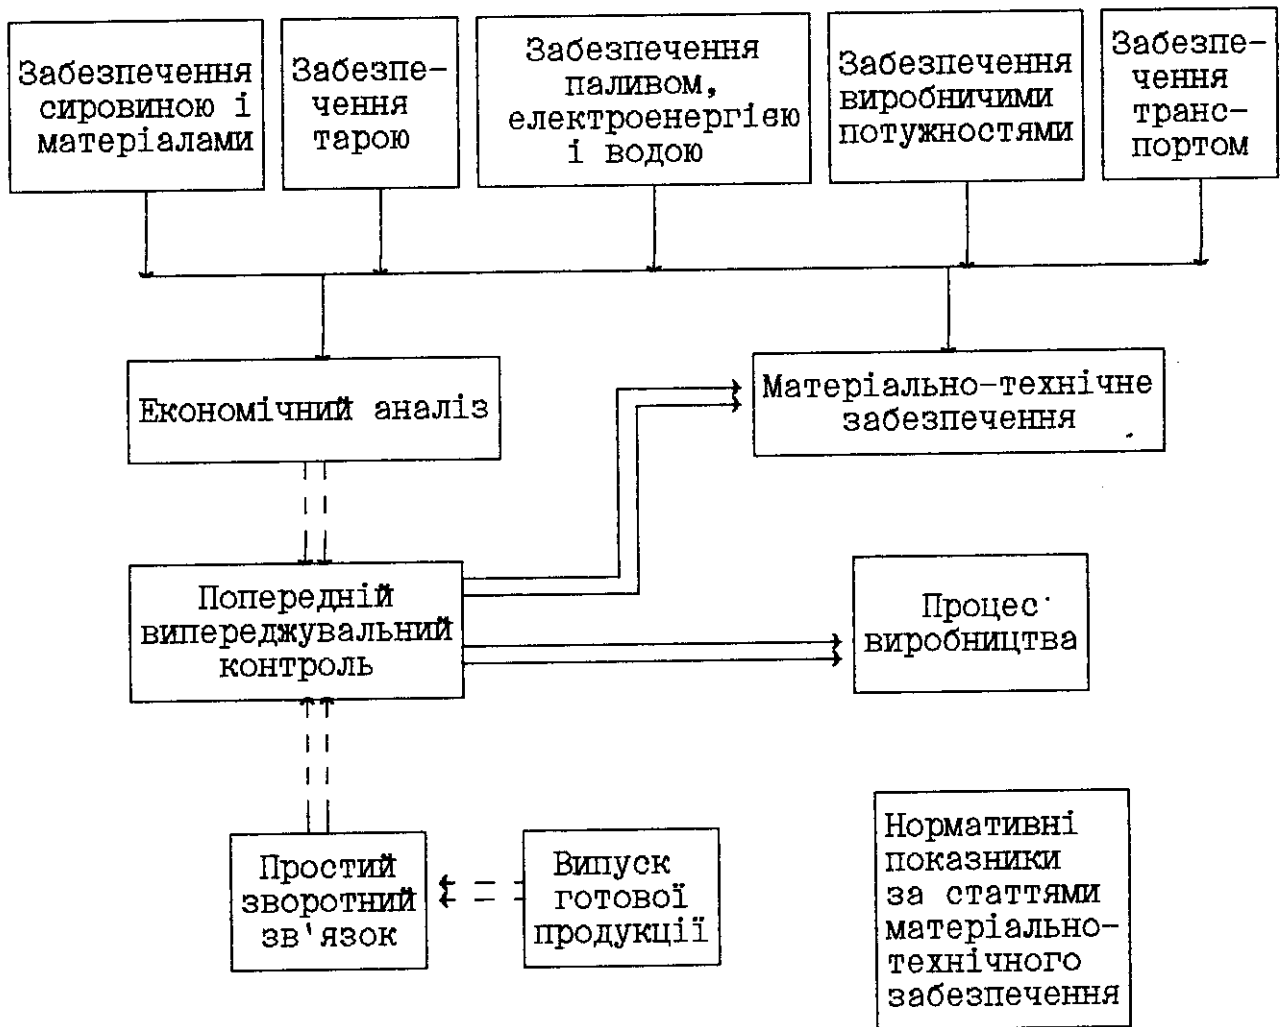 Забезпечення
сировиною і
матеріалами
Забезпе-
чення
тарою
Забезпечення
паливом,
електроенергією
і водою
Забезпечення
виробничими
потужностями
Забезпе-
чення
транс-
портом
Економічний аналіз
Матеріально-технічне
забезпечення
Попередній
випереджувальний
контроль
Процес
виробництва
Простий
зворотний
зв'язок
Випуск
готової
продукції
Нормативні
показники
за статтями
матеріально-
технічного
забезпечення